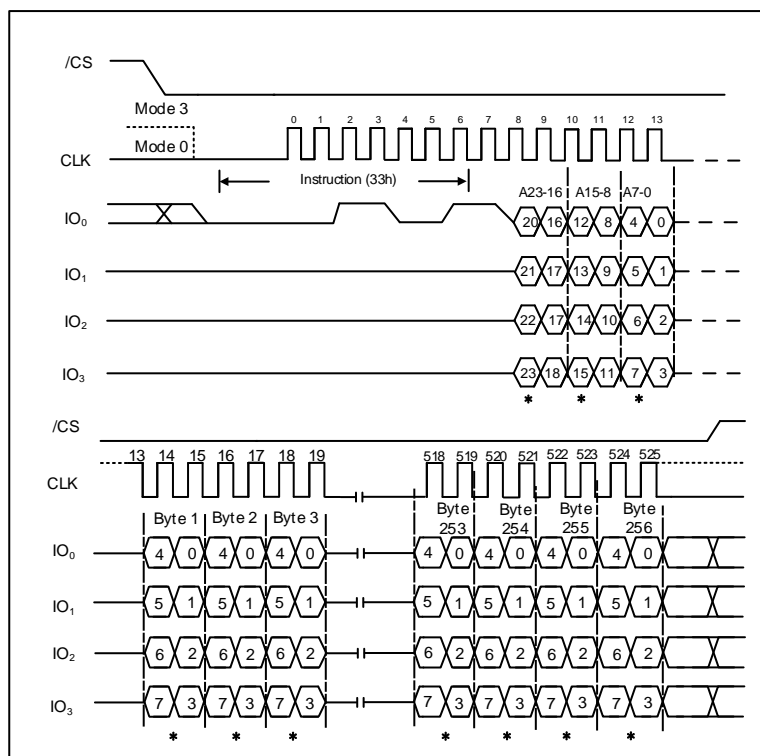 /CS
Mode 3
0 1 2 3 4 5 6 7 8 9 10 11 12 13
CLK Mode 0
Instruction (33h) A23-16 A15-8 A7-0
IO0 20 16 12 8 4 0
IO1 21 17 13 9 5 1
IO2 22 17 14 10 6 2
IO3 23 18 15 11 7 3
* * *
/CS
13 14 15 16 17 18 19 518 519 520 521 522 523 524 525
CLK
Byte 1 Byte 2 Byte 3 Byte 253 Byte 254 Byte 255 Byte 256
IO0 4 0 4 0 4 0 4 0 4 0 4 0 4 0
IO1 5 1 5 1 5 1 5 1 5 1 5 1 5 1
IO2 6 2 6 2 6 2 6 2 6 2 6 2 6 2
IO3 7 3 7 3 7 3 7 3 7 3 7 3 7 3
* * * * * * *